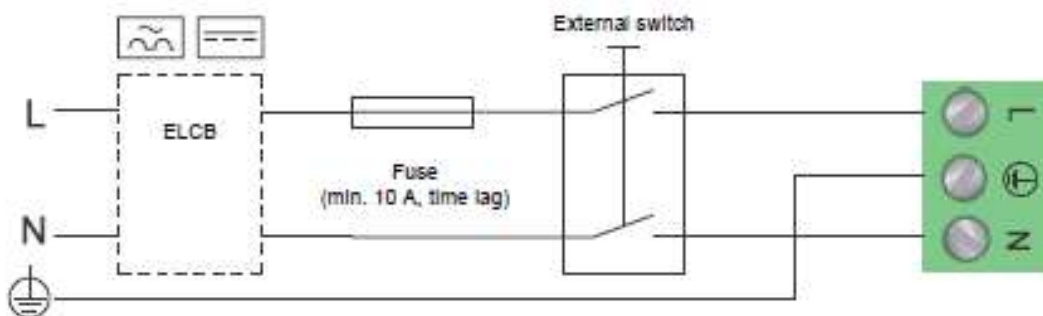 External switch
L
ELCB
Fuse
(min. 10 A, time lag)
N
L
N